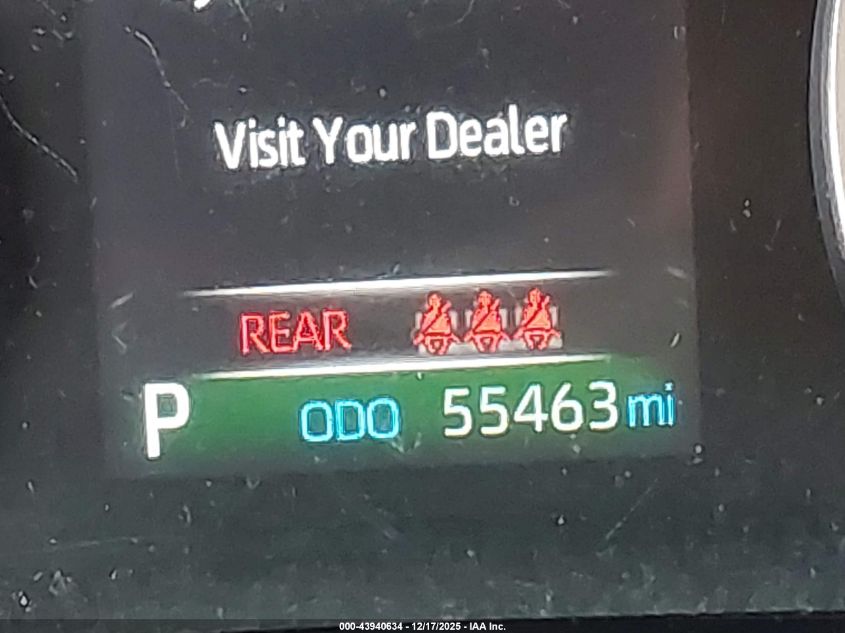 Visit Your Dealer
REAR
P ODO 55463 mi
000-43940634 - 12/17/2025 - IAA Inc.